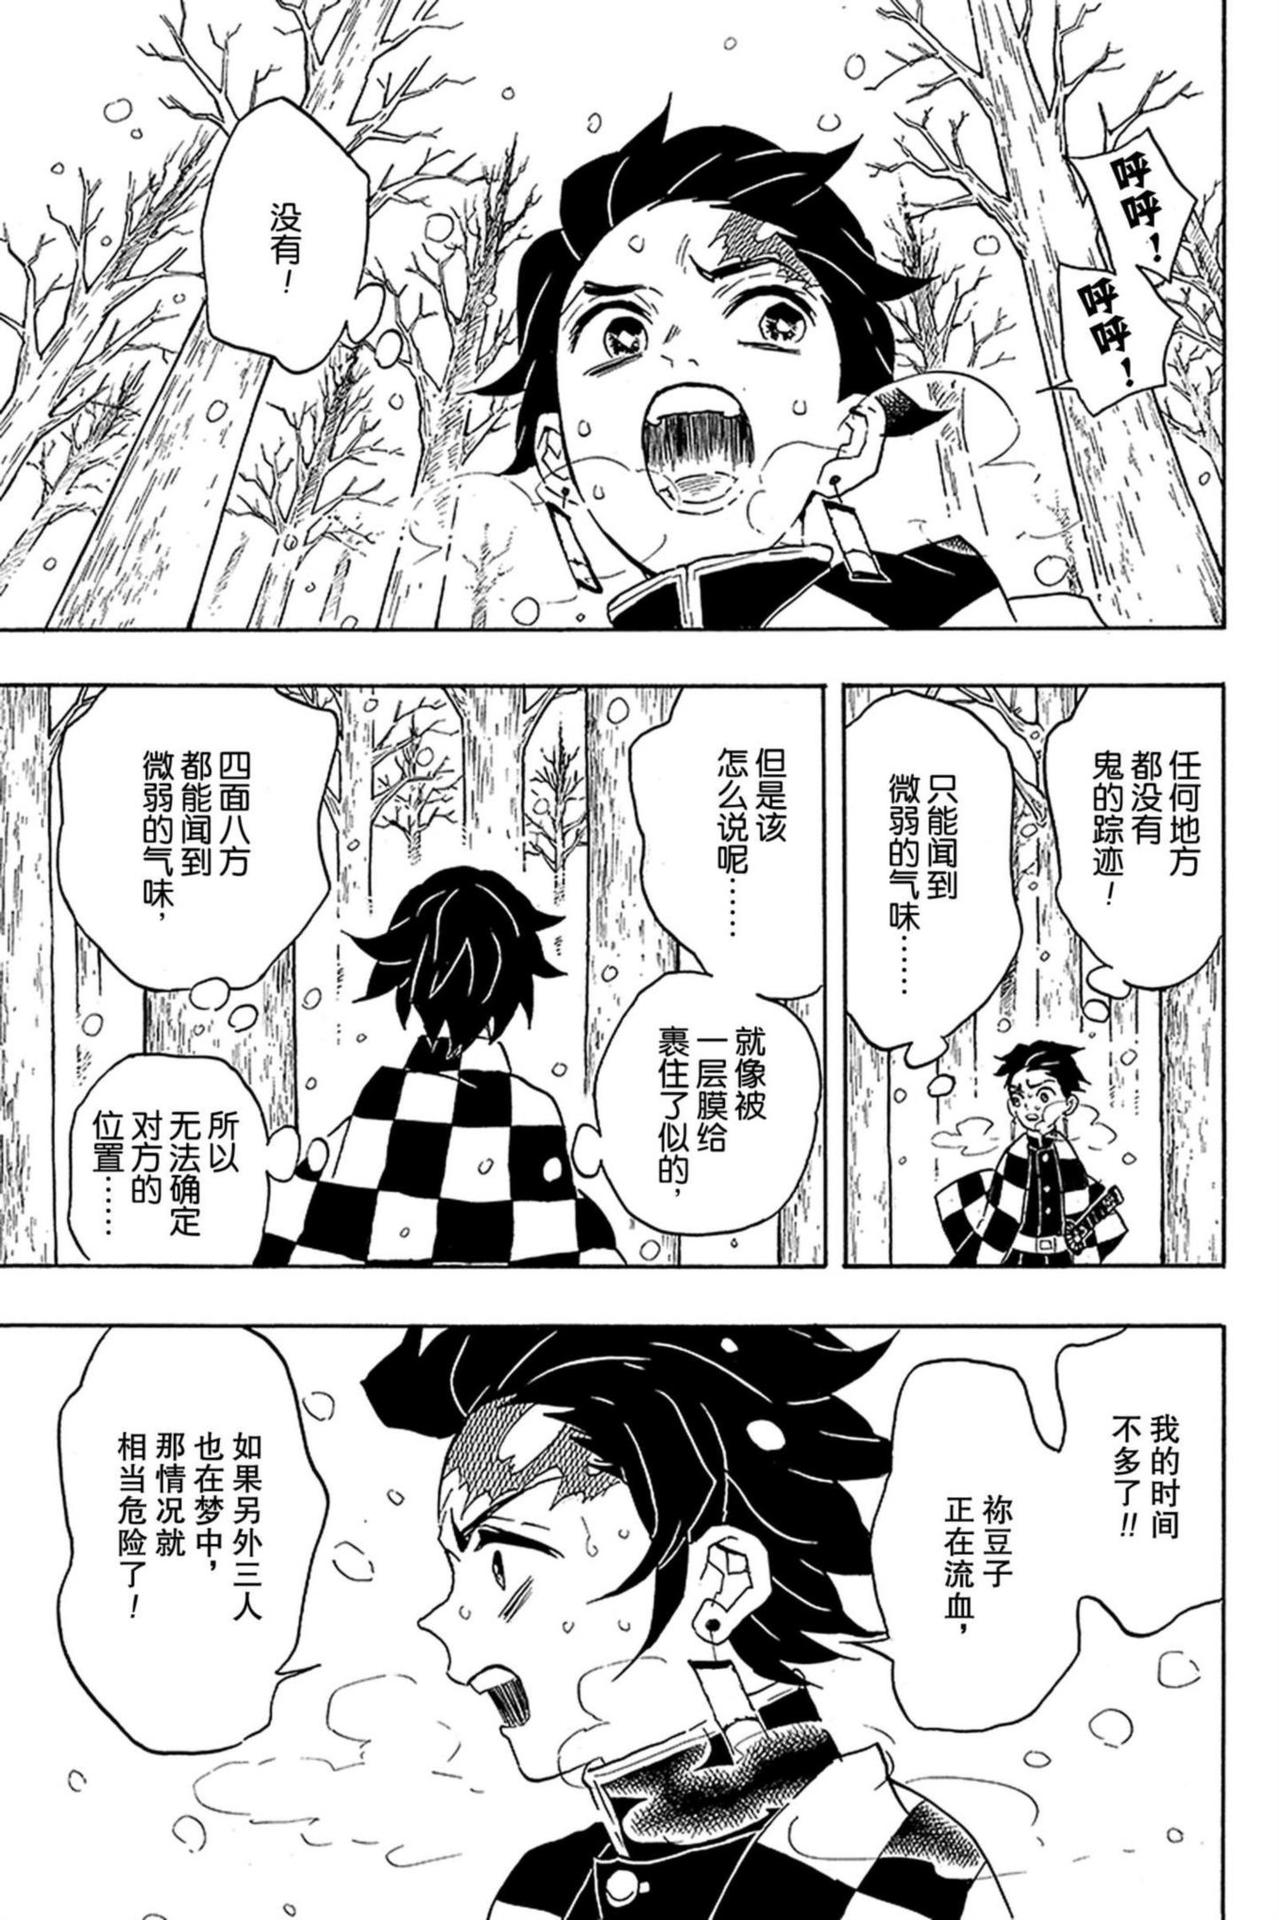 咕咕！
咕咕！
没
有！
任何地方
都没有
鬼的踪迹！
只能闻到
微弱的气味……
但是该
怎么说呢……
就像被
一层膜给
裹住了似的，
四面八方
都能闻到
微弱的气味，
所以
无法确定
对方的
位置……
我的时间
不多了!!
祢豆子
正在流血，
如果另外三人
也在梦中，
那情况就
相当危险了！